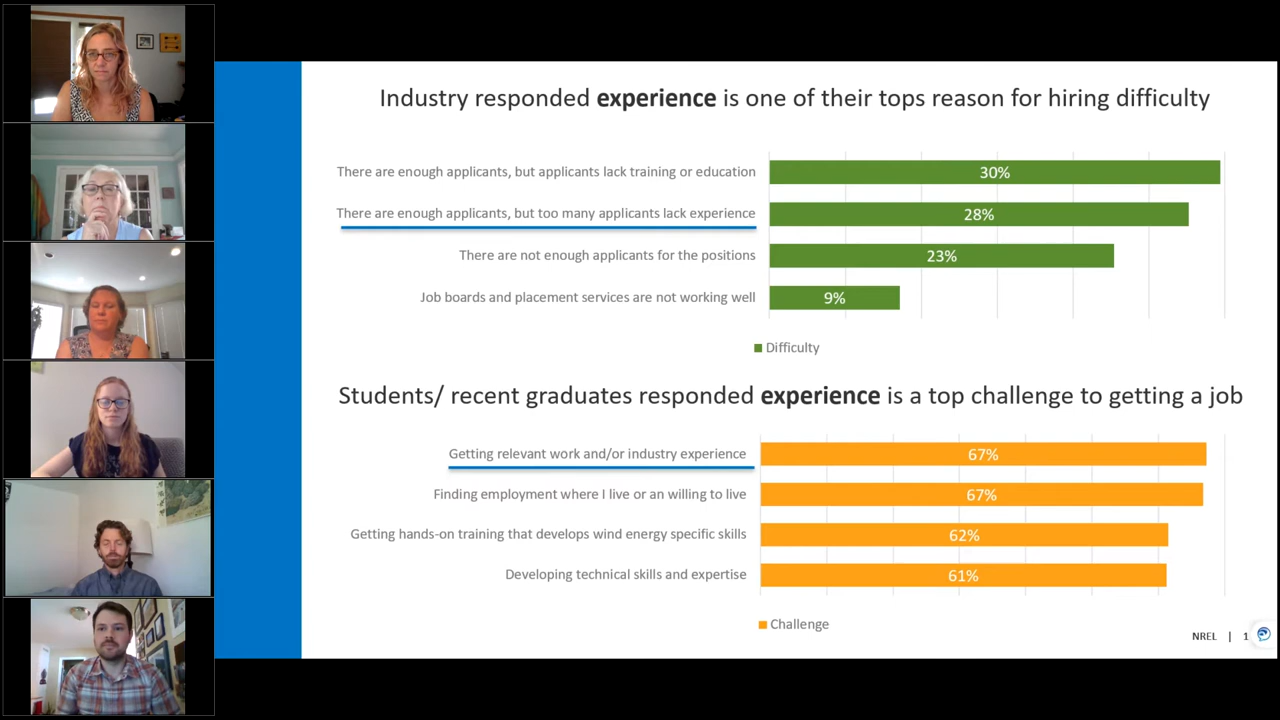 Industry responded experience is one of their tops reason for hiring difficulty
There are enough applicants, but applicants lack training or education 30%
There are enough applicants, but too many applicants lack experience 28%
There are not enough applicants for the positions 23%
Job boards and placement services are not working well 9%
Difficulty
Students/ recent graduates responded experience is a top challenge to getting a job
Getting relevant work and/or industry experience 67%
Finding employment where I live or an willing to live 67%
Getting hands-on training that develops wind energy specific skills 62%
Developing technical skills and expertise 61%
Challenge
NREL | 1